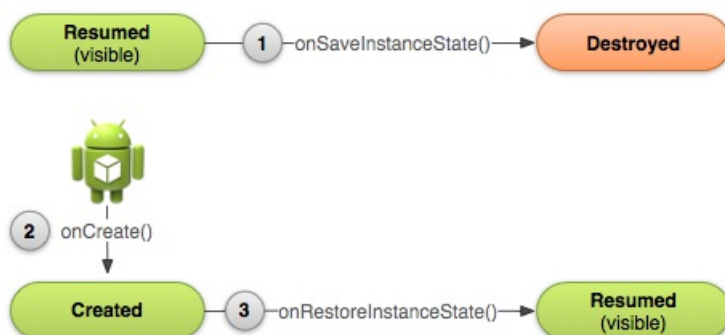 Resumed
(visible)
1
onSaveInstanceState()
Destroyed
2
onCreate()
Created
3
onRestoreInstanceState()
Resumed
(visible)